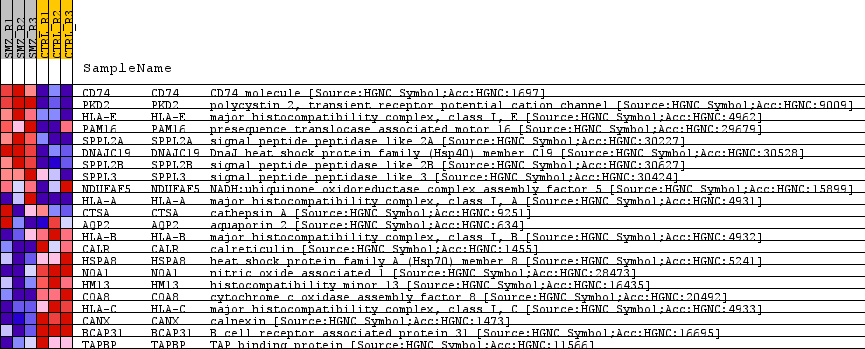 SMZ_R1
SMZ_R2
SMZ_R3
CTRL_R1
CTRL_R2
CTRL_R3
SampleName
CD74 CD74 CD74 molecule [Source:HGNC Symbol;Acc:HGNC:1697]
PKD2 PKD2 polycystin 2, transient receptor potential cation channel [Source:HGNC Symbol;Acc:HGNC:9009]
HLA-E HLA-E major histocompatibility complex, class I, E [Source:HGNC Symbol;Acc:HGNC:4962]
PAM16 PAM16 presequence translocase associated motor 16 [Source:HGNC Symbol;Acc:HGNC:29679]
SPPL2A SPPL2A signal peptide peptidase like 2A [Source:HGNC Symbol;Acc:HGNC:30227]
DNAJC19 DNAJC19 DnaJ heat shock protein family (Hsp40) member C19 [Source:HGNC Symbol;Acc:HGNC:30528]
SPPL2B SPPL2B signal peptide peptidase like 2B [Source:HGNC Symbol;Acc:HGNC:30627]
SPPL3 SPPL3 signal peptide peptidase like 3 [Source:HGNC Symbol;Acc:HGNC:30424]
NDUFAF5 NDUFAF5 NADH:ubiquinone oxidoreductase complex assembly factor 5 [Source:HGNC Symbol;Acc:HGNC:15899]
HLA-A HLA-A major histocompatibility complex, class I, A [Source:HGNC Symbol;Acc:HGNC:4931]
CTSA CTSA cathepsin A [Source:HGNC Symbol;Acc:HGNC:9251]
AQP2 AQP2 aquaporin 2 [Source:HGNC Symbol;Acc:HGNC:634]
HLA-B HLA-B major histocompatibility complex, class I, B [Source:HGNC Symbol;Acc:HGNC:4932]
CALR CALR calreticulin [Source:HGNC Symbol;Acc:HGNC:1455]
HSPA8 HSPA8 heat shock protein family A (Hsp70) member 8 [Source:HGNC Symbol;Acc:HGNC:5241]
NOA1 NOA1 nitric oxide associated 1 [Source:HGNC Symbol;Acc:HGNC:28473]
HM13 HM13 histocompatibility minor 13 [Source:HGNC Symbol;Acc:HGNC:16435]
COA8 COA8 cytochrome c oxidase assembly factor 8 [Source:HGNC Symbol;Acc:HGNC:20492]
HLA-C HLA-C major histocompatibility complex, class I, C [Source:HGNC Symbol;Acc:HGNC:4933]
CANX CANX calnexin [Source:HGNC Symbol;Acc:HGNC:1473]
BCAP31 BCAP31 B cell receptor associated protein 31 [Source:HGNC Symbol;Acc:HGNC:16695]
TAPBP TAPBP TAP binding protein [Source:HGNC Symbol;Acc:HGNC:11566]